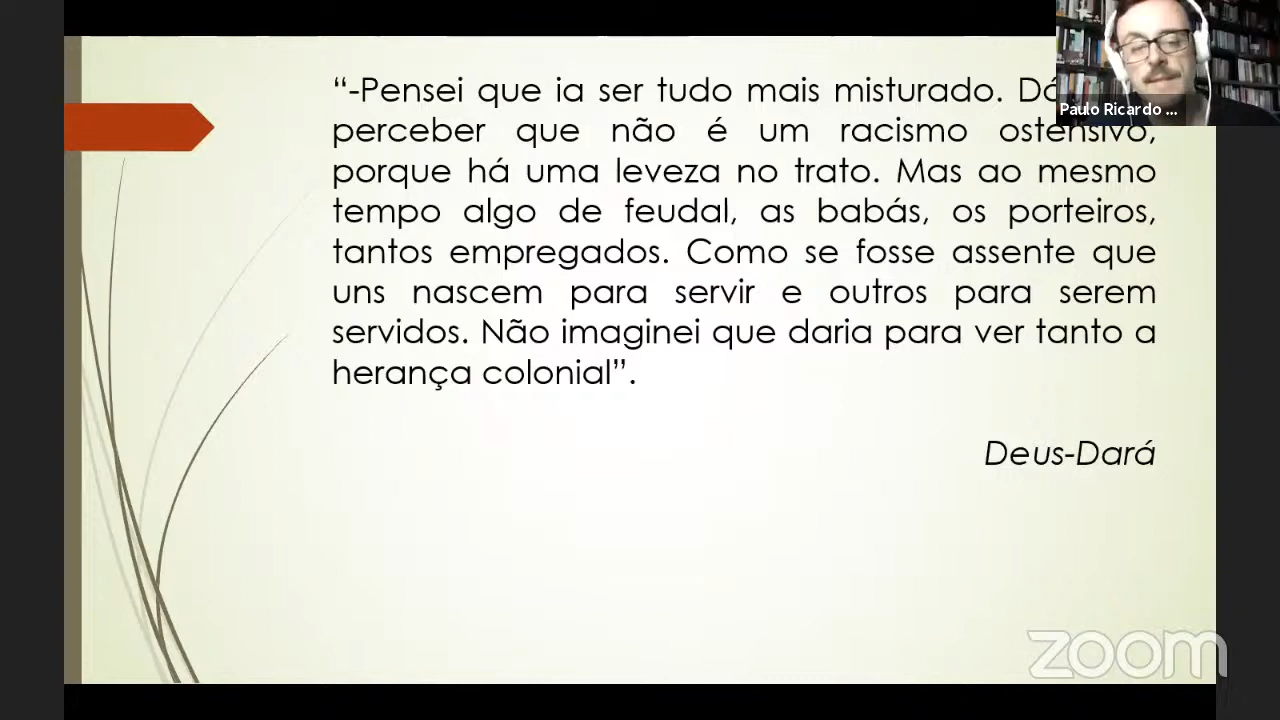 “-Pensei que ia ser tudo mais misturado. Dá
perceber que não é um racismo ostensivo,
porque há uma leveza no trato. Mas ao mesmo
tempo algo de feudal, as babás, os porteiros,
tantos empregados. Como se fosse assente que
uns nascem para servir e outros para serem
servidos. Não imaginei que daria para ver tanto a
herança colonial”.
Deus-Dará
Paulo Ricardo ...
zoom